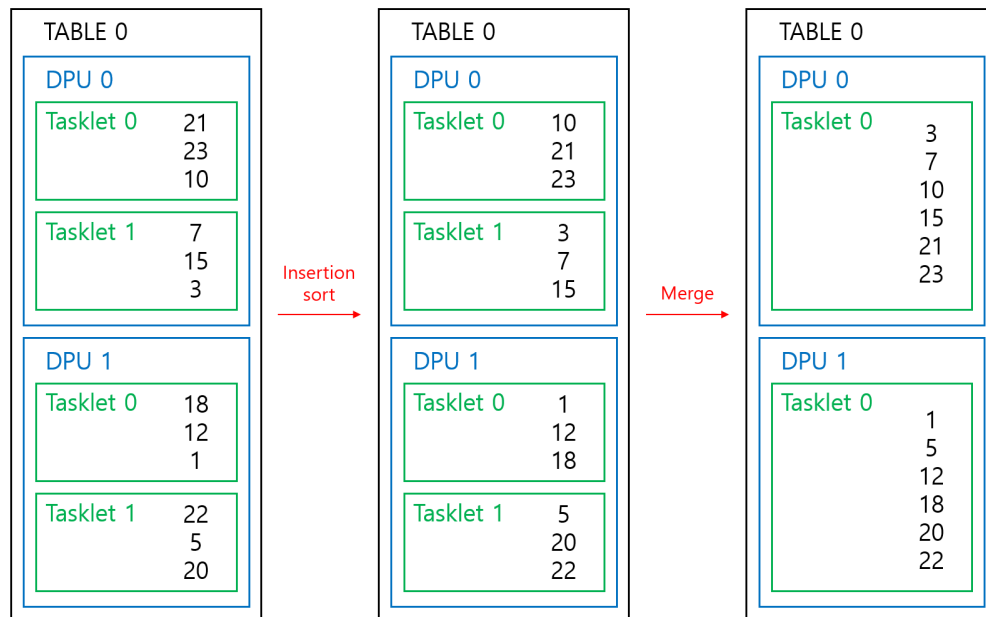 TABLE 0
DPU 0
Tasklet 0
21
23
10
Tasklet 1
7
15
3
DPU 1
Tasklet 0
18
12
1
Tasklet 1
22
5
20
Insertion
sort
TABLE 0
DPU 0
Tasklet 0
10
21
23
Tasklet 1
3
7
15
DPU 1
Tasklet 0
1
12
18
Tasklet 1
5
20
22
Merge
TABLE 0
DPU 0
Tasklet 0
3
7
10
15
21
23
DPU 1
Tasklet 0
1
5
12
18
20
22